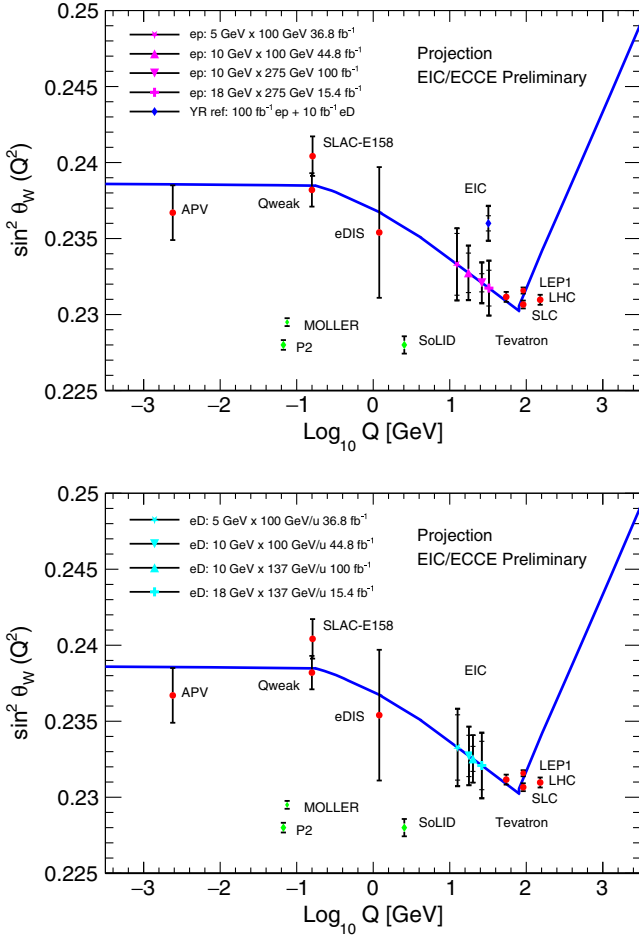 0.25
0.245
0.24
0.235
0.23
0.225
sin² θ_W (Q²)
ep: 5 GeV x 100 GeV 36.8 fb⁻¹
ep: 10 GeV x 100 GeV 44.8 fb⁻¹
ep: 10 GeV x 275 GeV 100 fb⁻¹
ep: 18 GeV x 275 GeV 15.4 fb⁻¹
YR ref: 100 fb⁻¹ ep + 10 fb⁻¹ eD
Projection
EIC/ECCE Preliminary
SLAC-E158
APV
Qweak
eDIS
EIC
LEP1
LHC
SLC
MOLLER
P2
SoLID
Tevatron
−3 −2 −1 0 1 2 3
Log₁₀ Q [GeV]
0.25
0.245
0.24
0.235
0.23
0.225
sin² θ_W (Q²)
eD: 5 GeV x 100 GeV/u 36.8 fb⁻¹
eD: 10 GeV x 100 GeV/u 44.8 fb⁻¹
eD: 10 GeV x 137 GeV/u 100 fb⁻¹
eD: 18 GeV x 137 GeV/u 15.4 fb⁻¹
Projection
EIC/ECCE Preliminary
SLAC-E158
APV
Qweak
eDIS
EIC
LEP1
LHC
SLC
MOLLER
P2
SoLID
Tevatron
−3 −2 −1 0 1 2 3
Log₁₀ Q [GeV]